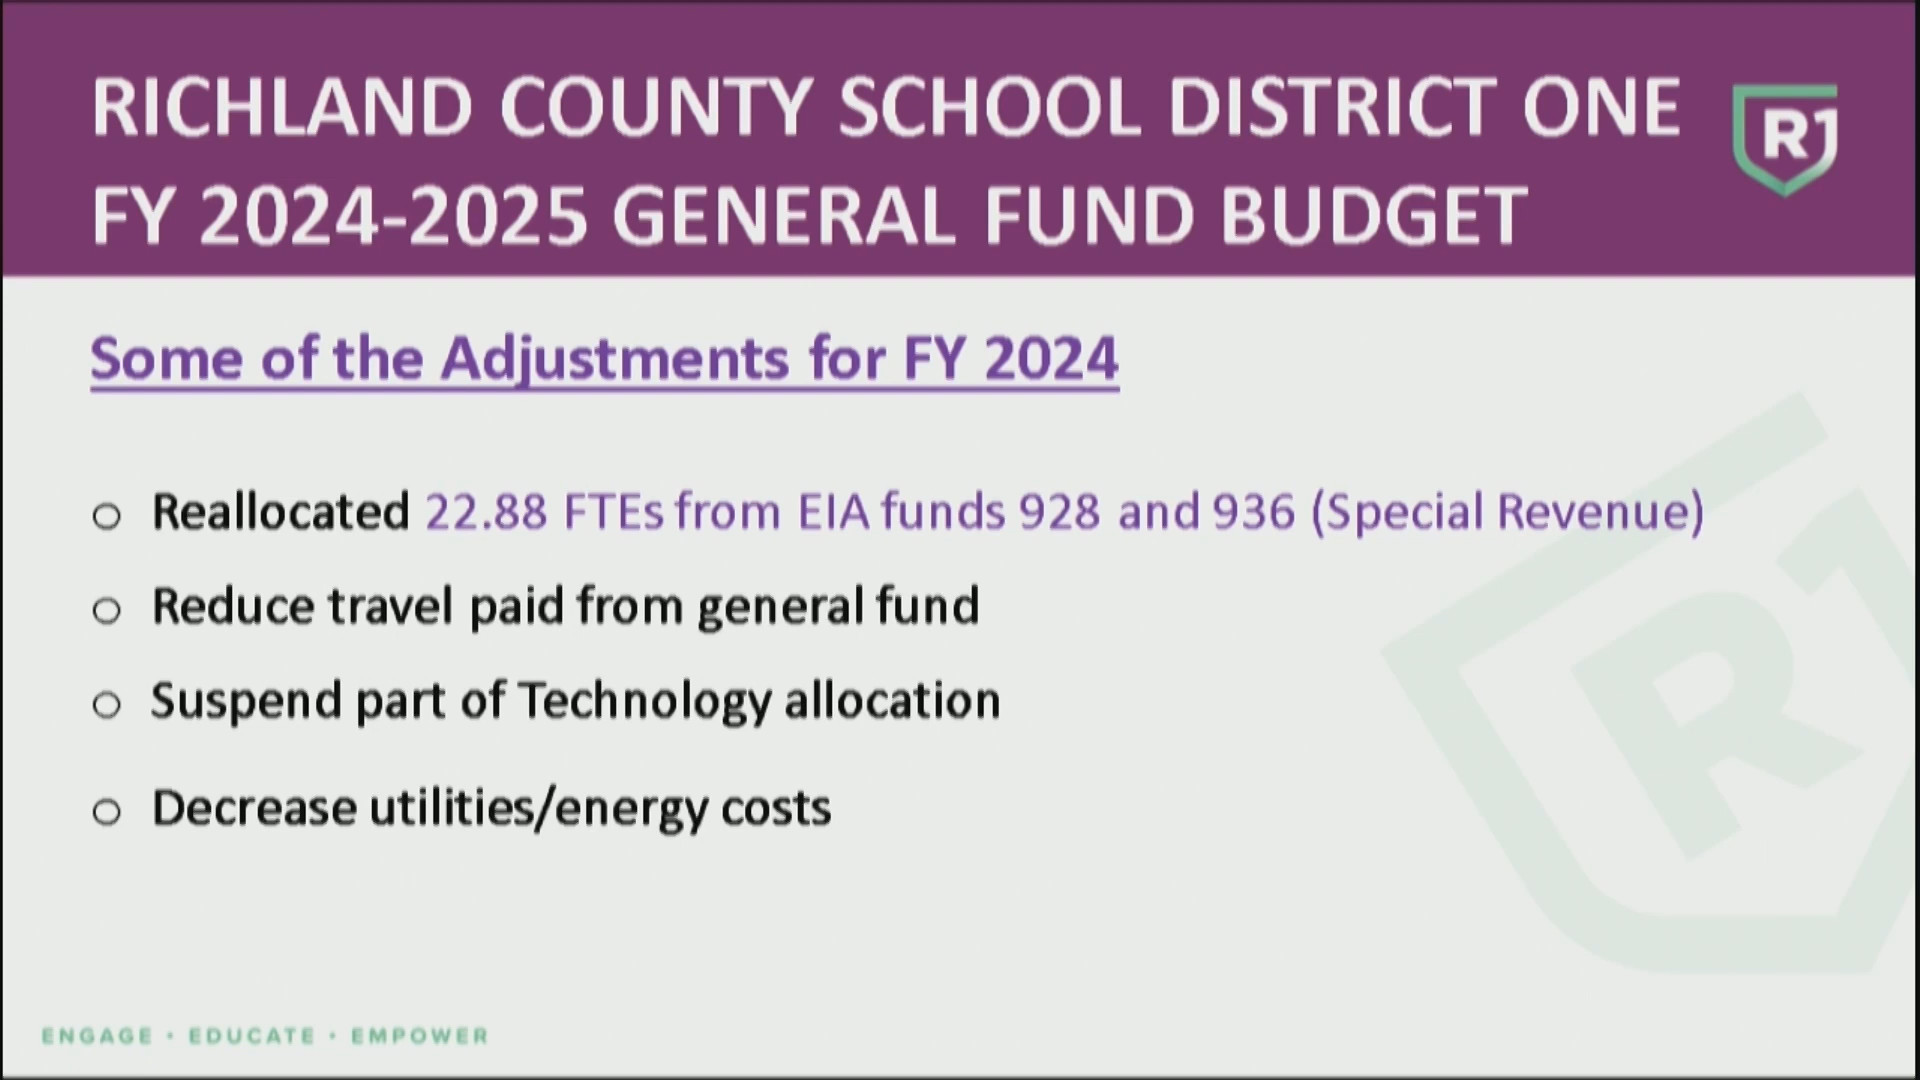 RICHLAND COUNTY SCHOOL DISTRICT ONE
R1
FY 2024-2025 GENERAL FUND BUDGET
Some of the Adjustments for FY 2024
○ Reallocated 22.88 FTEs from EIA funds 928 and 936 (Special Revenue)
○ Reduce travel paid from general fund
○ Suspend part of Technology allocation
○ Decrease utilities/energy costs
R1
ENGAGE • EDUCATE • EMPOWER